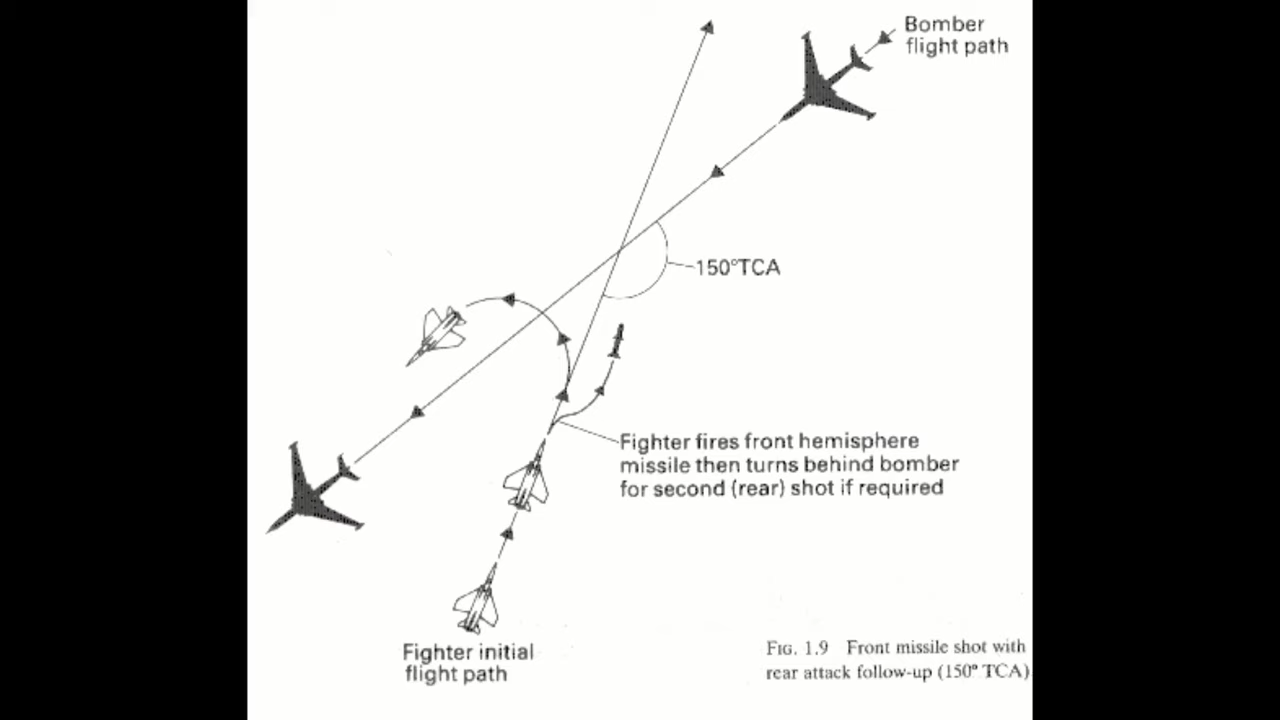 Bomber
flight path
150°TCA
Fighter fires front hemisphere
missile then turns behind bomber
for second (rear) shot if required
Fighter initial
flight path
FIG. 1.9 Front missile shot with
rear attack follow-up (150° TCA)